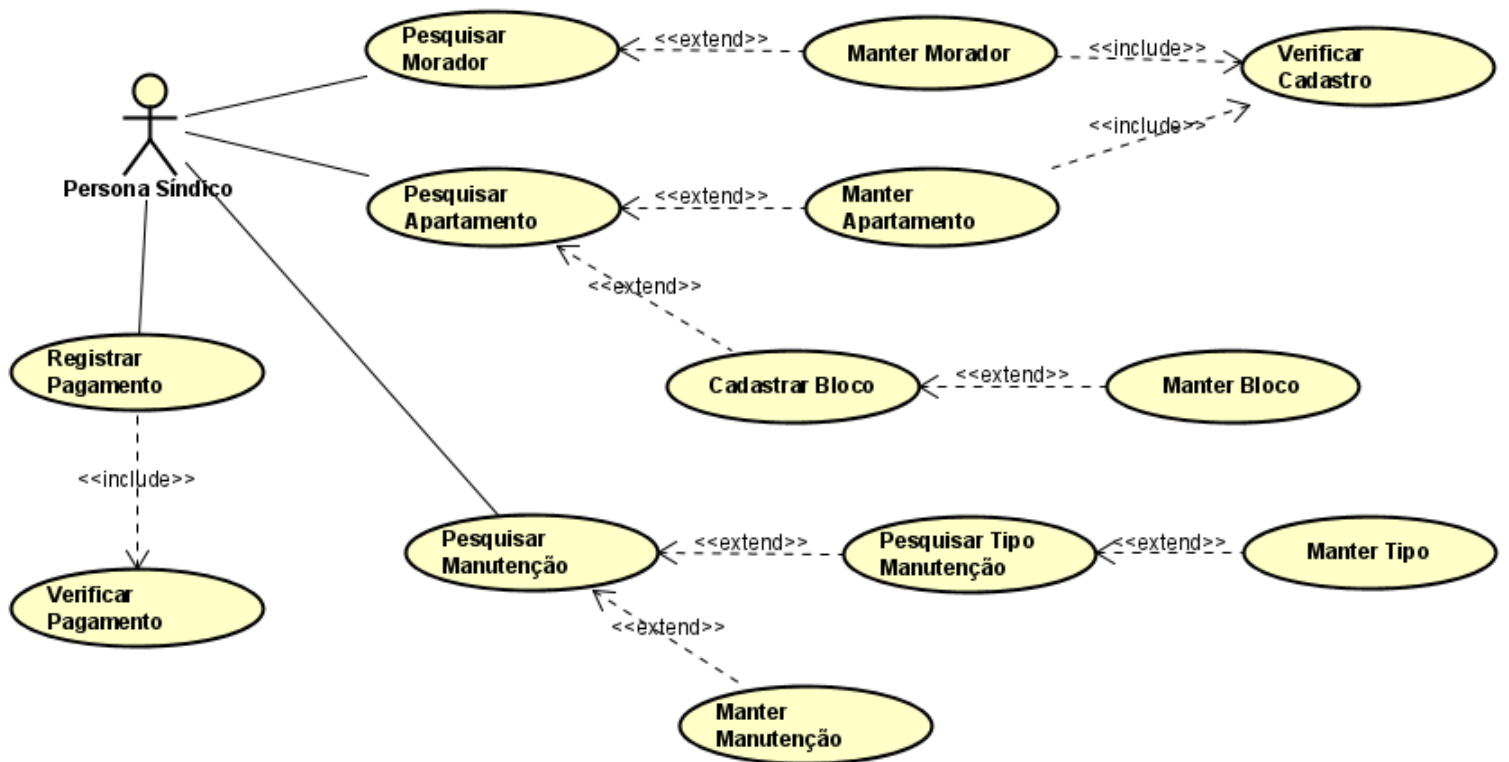 Pesquisar
Morador
<<extend>>
Manter Morador
<<include>>
Verificar
Cadastro
<<include>>
Persona Síndico
Pesquisar
Apartamento
<<extend>>
Manter
Apartamento
<<extend>>
Registrar
Pagamento
Cadastrar Bloco
<<extend>>
Manter Bloco
<<include>>
Pesquisar
Manutenção
<<extend>>
Pesquisar Tipo
Manutenção
<<extend>>
Manter Tipo
Verificar
Pagamento
<<extend>>
Manter
Manutenção